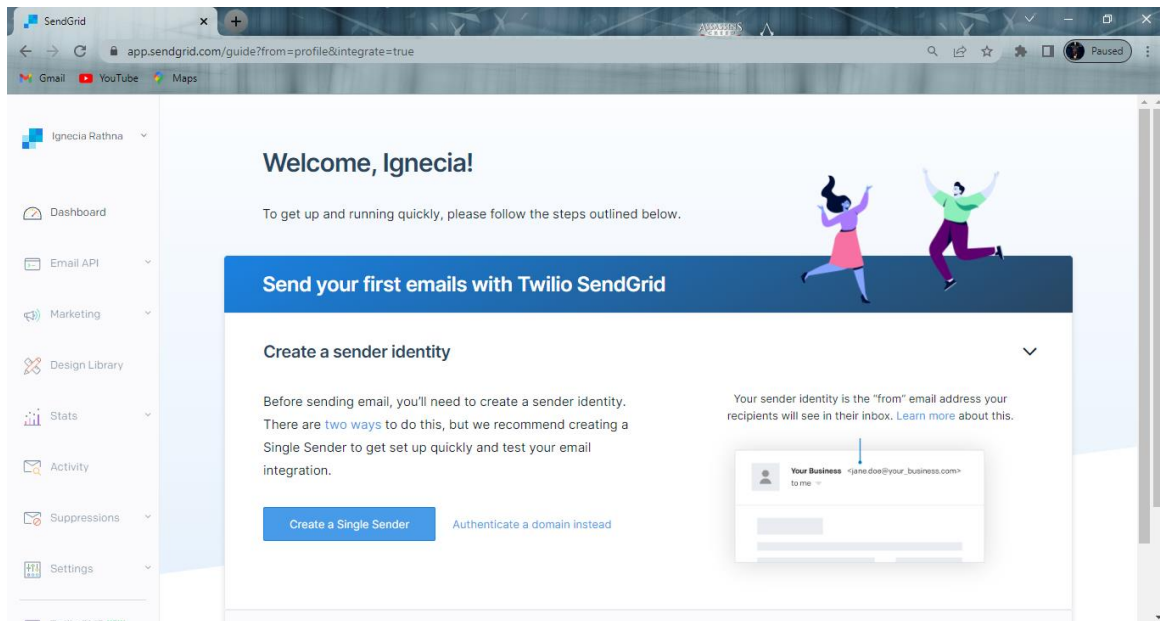 SendGrid
ASSASSIN'S
CREED
app.sendgrid.com/guide?from=profile&integrate=true
Paused
Gmail
YouTube
Maps
Ignecia Rathna
Dashboard
Email API
Marketing
Design Library
Stats
Activity
Suppressions
Settings
Welcome, Ignecia!
To get up and running quickly, please follow the steps outlined below.
Send your first emails with Twilio SendGrid
Create a sender identity
Before sending email, you'll need to create a sender identity.
There are two ways to do this, but we recommend creating a
Single Sender to get set up quickly and test your email
integration.
Create a Single Sender
Authenticate a domain instead
Your sender identity is the "from" email address your
recipients will see in their inbox. Learn more about this.
Your Business <jane.doe@your_business.com>
to me